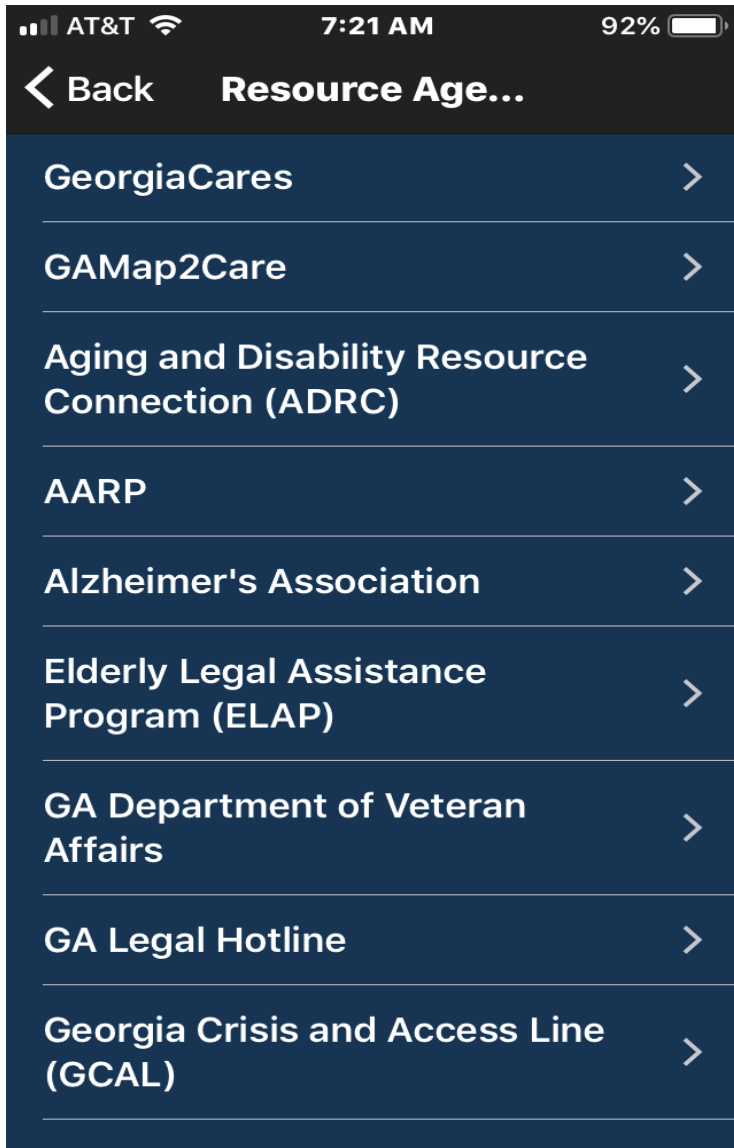 AT&T 7:21 AM 92%
Back Resource Age...
GeorgiaCares
GAMap2Care
Aging and Disability Resource
Connection (ADRC)
AARP
Alzheimer's Association
Elderly Legal Assistance
Program (ELAP)
GA Department of Veteran
Affairs
GA Legal Hotline
Georgia Crisis and Access Line
(GCAL)